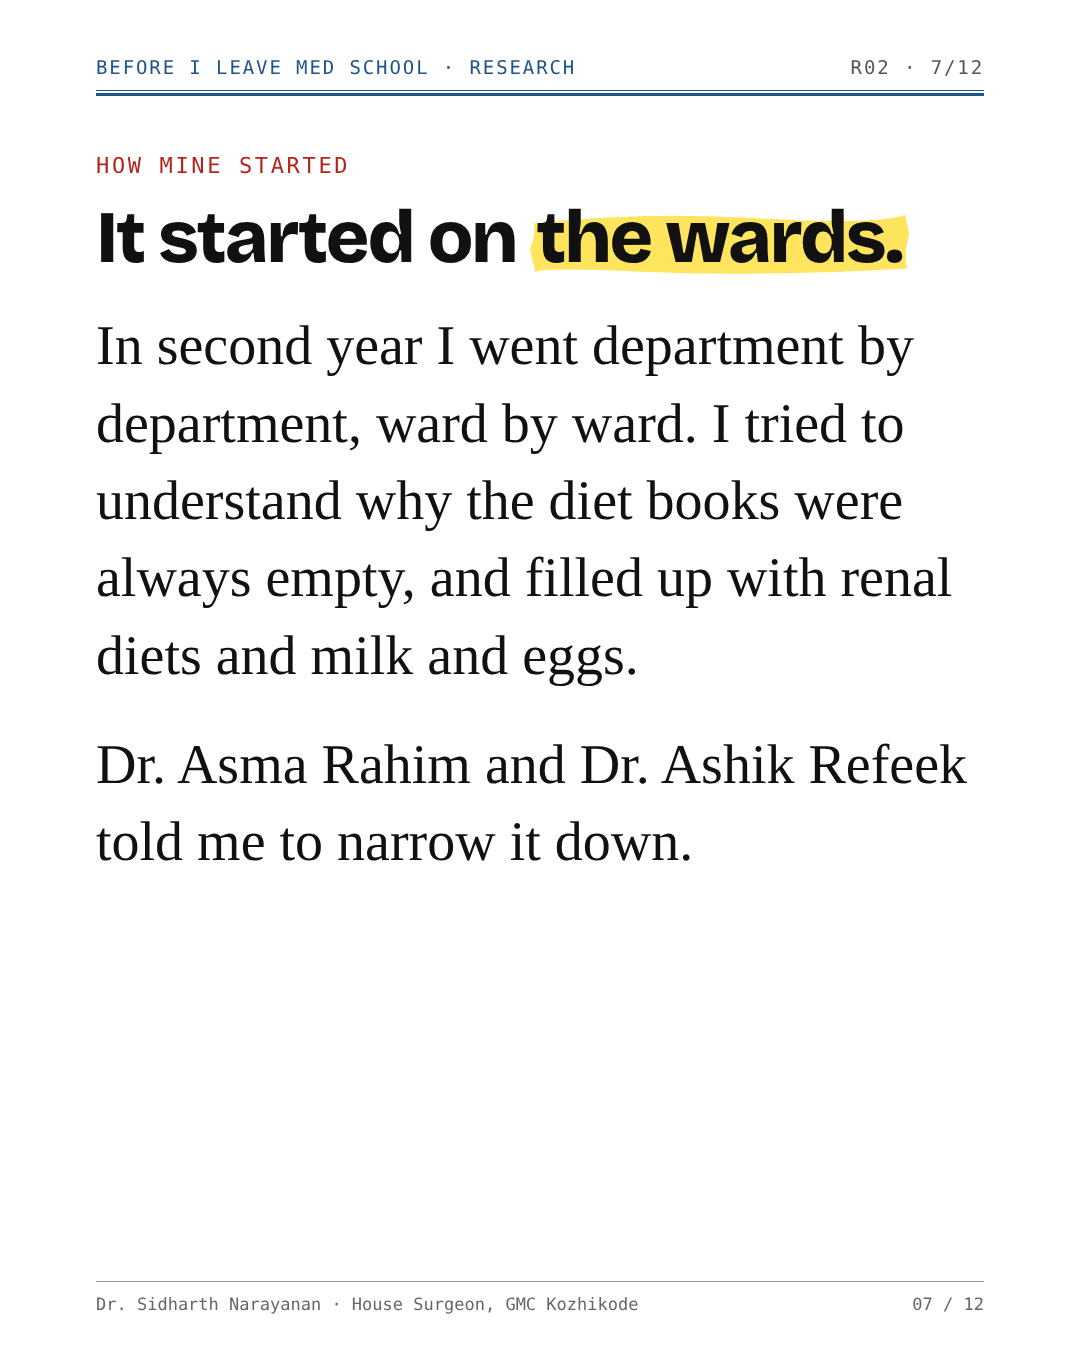 BEFORE I LEAVE MED SCHOOL · RESEARCH
R02 · 7/12
HOW MINE STARTED
It started on the wards.
In second year I went department by
department, ward by ward. I tried to
understand why the diet books were
always empty, and filled up with renal
diets and milk and eggs.
Dr. Asma Rahim and Dr. Ashik Refeek
told me to narrow it down.
Dr. Sidharth Narayanan · House Surgeon, GMC Kozhikode
07 / 12